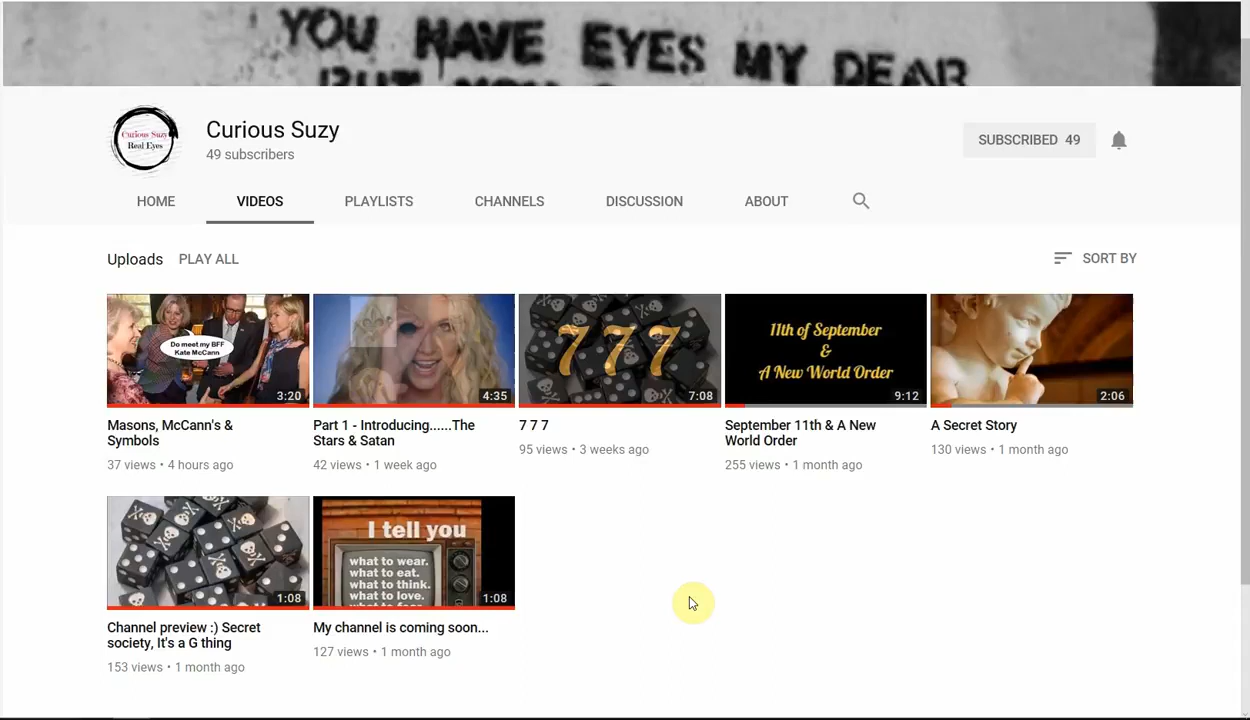 YOU HAVE EYES MY DEAR
Curious Suzy
Real Eyes
Curious Suzy
49 subscribers
SUBSCRIBED 49
HOME
VIDEOS
PLAYLISTS
CHANNELS
DISCUSSION
ABOUT
Uploads
PLAY ALL
SORT BY
Do meet my BFF
Kate McCann
3:20
4:35
777
7:08
11th of September
&
A New World Order
9:12
2:06
Masons, McCann's &
Symbols
37 views • 4 hours ago
Part 1 - Introducing......The
Stars & Satan
42 views • 1 week ago
7 7 7
95 views • 3 weeks ago
September 11th & A New
World Order
255 views • 1 month ago
A Secret Story
130 views • 1 month ago
1:08
I tell you
what to wear.
what to eat.
what to think.
what to love.
1:08
Channel preview :) Secret
society, It's a G thing
153 views • 1 month ago
My channel is coming soon...
127 views • 1 month ago